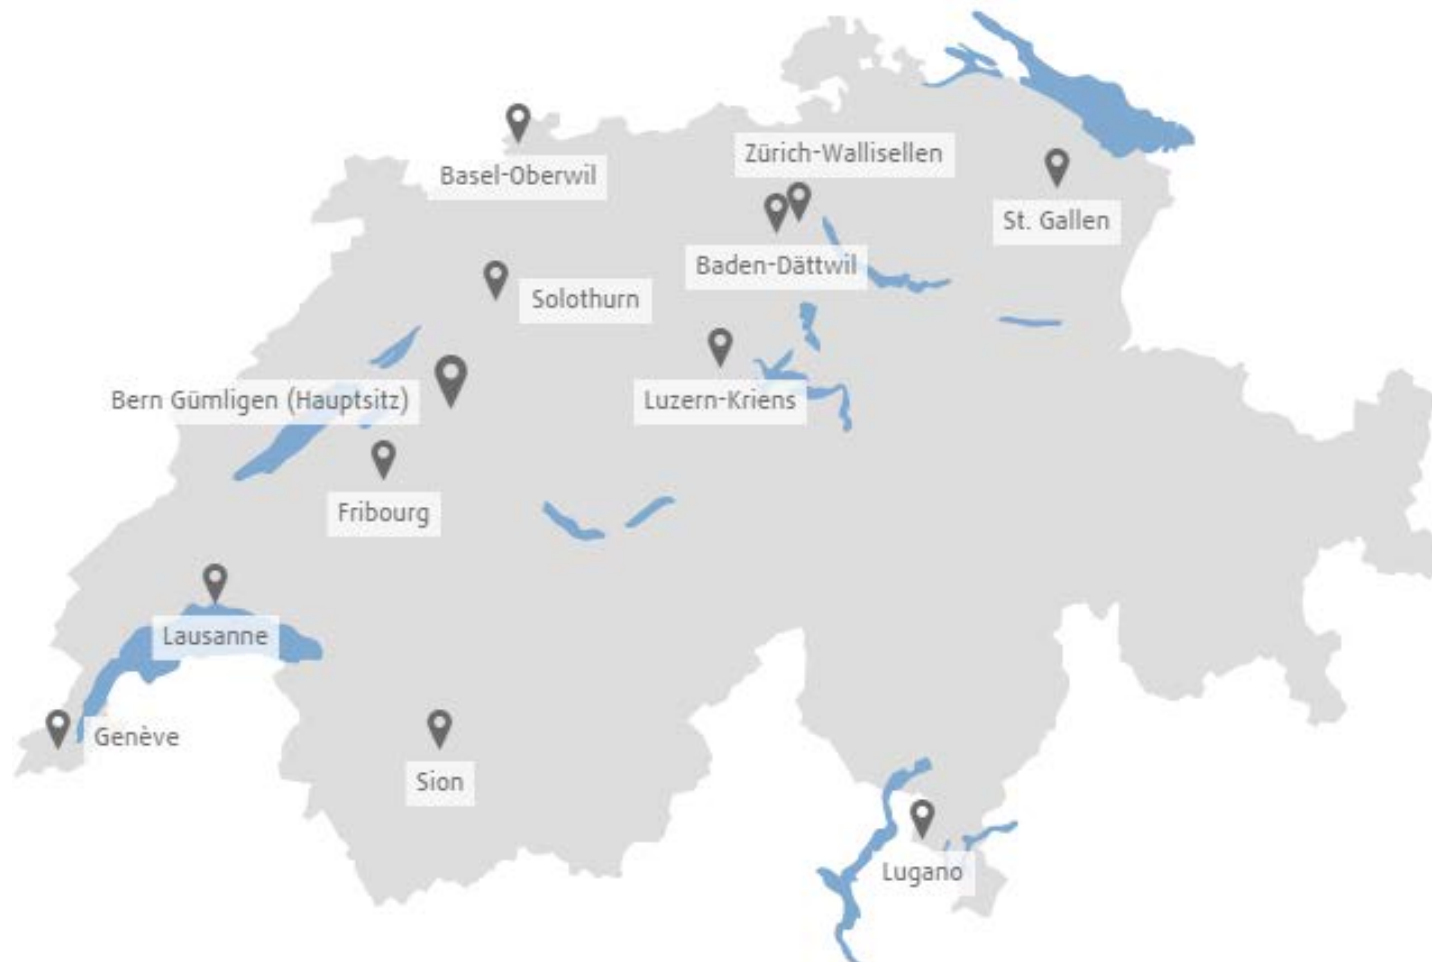 Zürich-Wallisellen
Basel-Oberwil
St. Gallen
Baden-Dättwil
Solothurn
Bern Gümligen (Hauptsitz)
Luzern-Kriens
Fribourg
Lausanne
Genève
Sion
Lugano